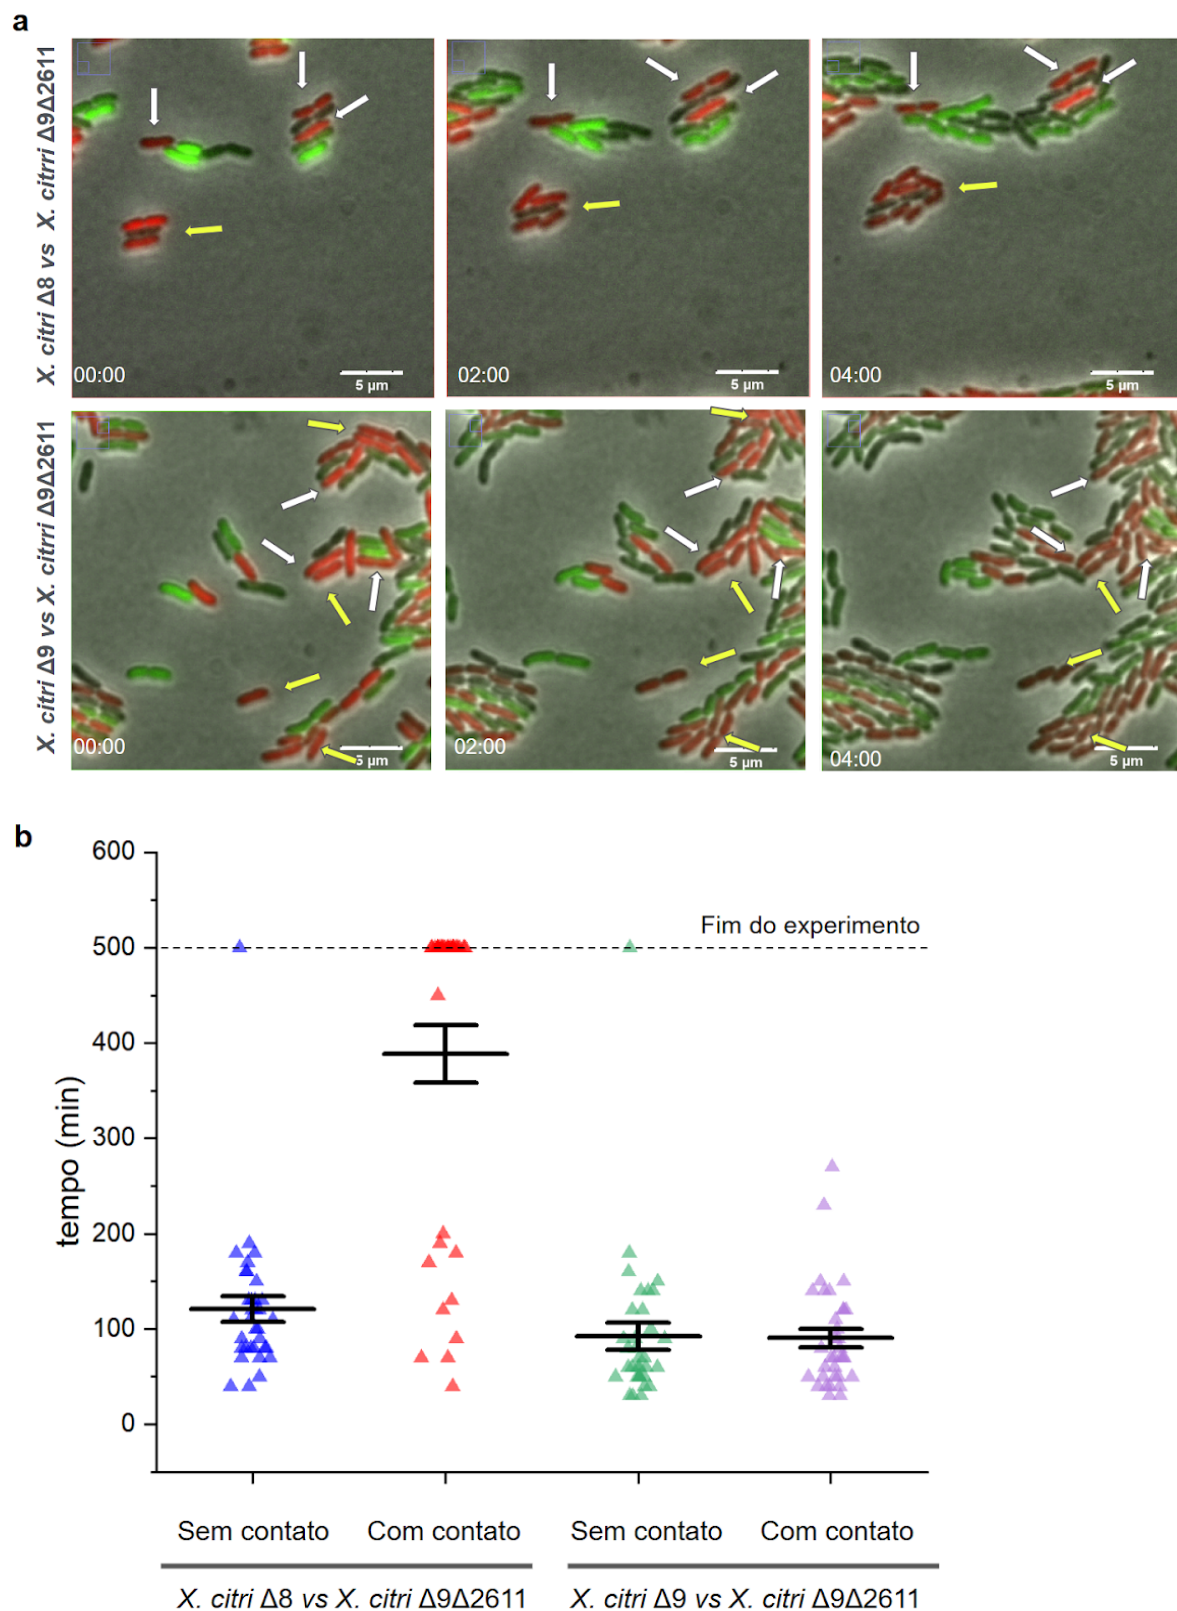 a
X. citri Δ8 vs X. citrri Δ9Δ2611
00:00
5 µm
02:00
5 µm
04:00
5 µm
X. citri Δ9 vs X. citrri Δ9Δ2611
00:00
5 µm
02:00
5 µm
04:00
5 µm
b
600
500
400
300
200
100
0
tempo (min)
Fim do experimento
Sem contato
Com contato
Sem contato
Com contato
X. citri Δ8 vs X. citri Δ9Δ2611
X. citri Δ9 vs X. citri Δ9Δ2611